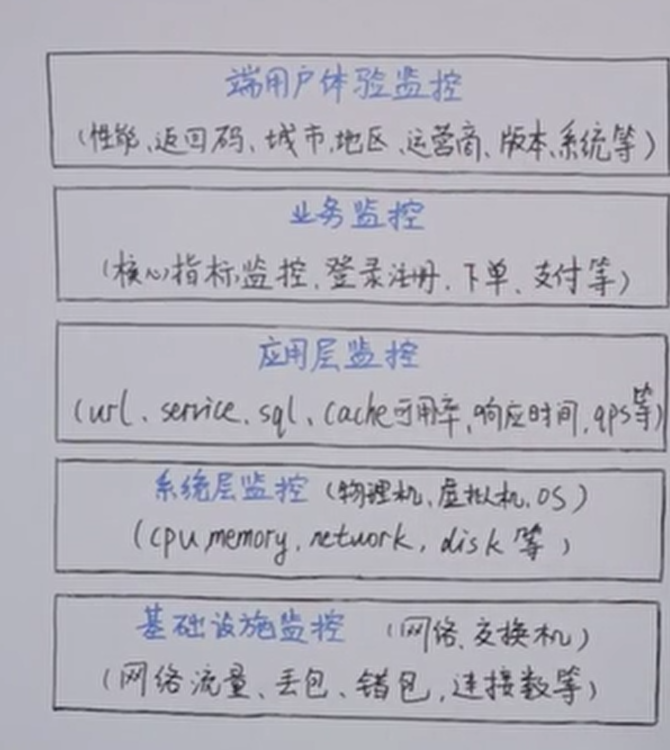 端用户体验监控
（性能、返回码、城市、地区、运营商、版本、系统等）
业务监控
（核心指标监控、登录注册、下单、支付等）
应用层监控
（url、service、sql、cache可用率，响应时间，qps等）
系统层监控（物理机、虚拟机、OS）
（cpu，memory，network，disk等）
基础设施监控（网络、交换机）
（网络流量、丢包、错包，连接数等）